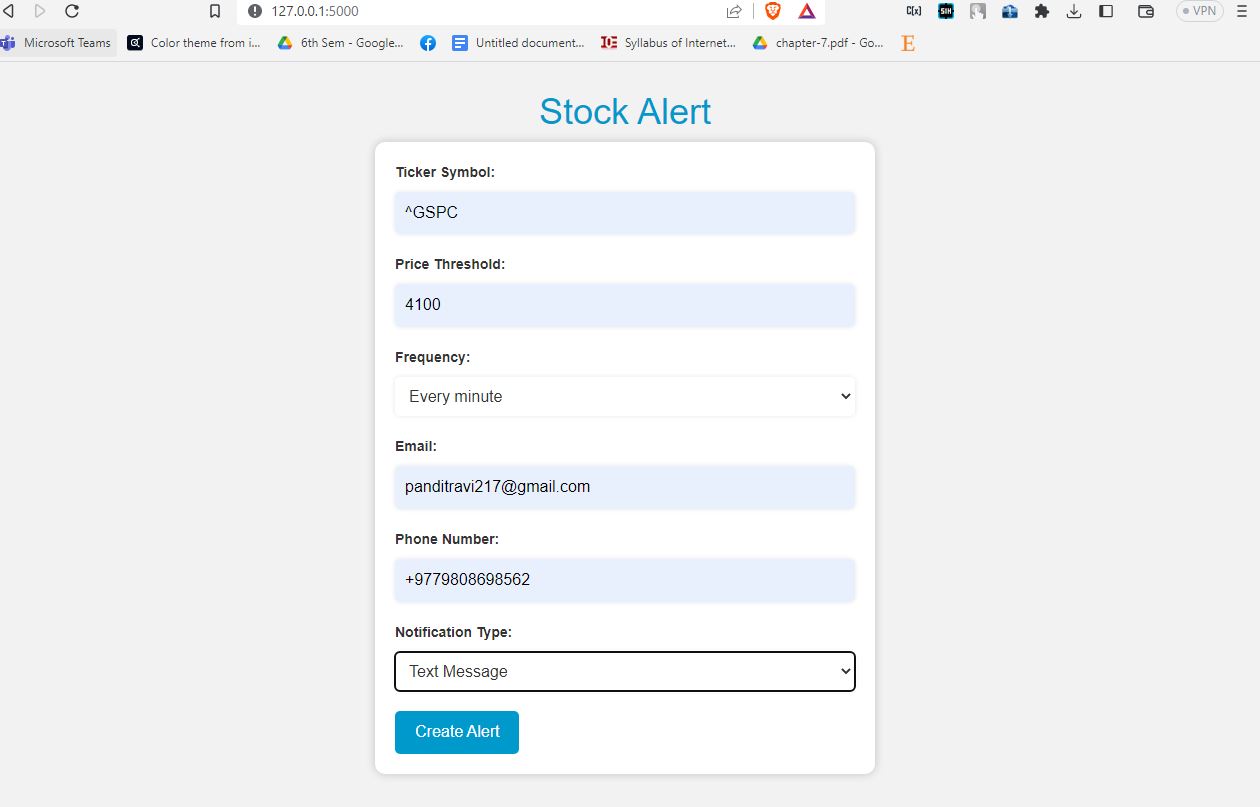 127.0.0.1:5000
VPN
Microsoft Teams
Color theme from i...
6th Sem - Google...
Untitled document...
Syllabus of Internet...
chapter-7.pdf - Go...
E
Stock Alert
Ticker Symbol:
^GSPC
Price Threshold:
4100
Frequency:
Every minute
Email:
panditravi217@gmail.com
Phone Number:
+9779808698562
Notification Type:
Text Message
Create Alert